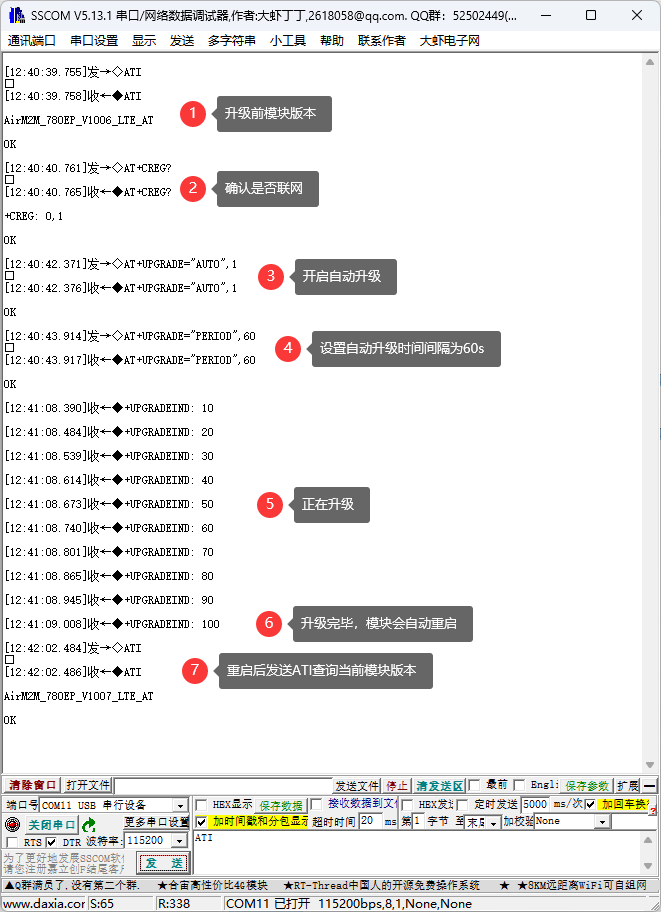 SSCOM V5.13.1 串口/网络数据调试器,作者:大虾丁丁,2618058@qq.com. QQ群: 52502449(...
通讯端口 串口设置 显示 发送 多字符串 小工具 帮助 联系作者 大虾电子网
[12:40:39.755]发→◇ATI
□
[12:40:39.758]收←◆ATI
1 升级前模块版本
AirM2M_780EP_V1006_LTE_AT
OK
[12:40:40.761]发→◇AT+CREG?
□
[12:40:40.765]收←◆AT+CREG?
2 确认是否联网
+CREG: 0,1
OK
[12:40:42.371]发→◇AT+UPGRADE="AUTO",1
□
3 开启自动升级
[12:40:42.376]收←◆AT+UPGRADE="AUTO",1
OK
[12:40:43.914]发→◇AT+UPGRADE="PERIOD",60
□
4 设置自动升级时间间隔为60s
[12:40:43.917]收←◆AT+UPGRADE="PERIOD",60
OK
[12:41:08.390]收←◆+UPGRADEIND: 10
[12:41:08.484]收←◆+UPGRADEIND: 20
[12:41:08.539]收←◆+UPGRADEIND: 30
[12:41:08.614]收←◆+UPGRADEIND: 40
[12:41:08.673]收←◆+UPGRADEIND: 50
5 正在升级
[12:41:08.740]收←◆+UPGRADEIND: 60
[12:41:08.801]收←◆+UPGRADEIND: 70
[12:41:08.865]收←◆+UPGRADEIND: 80
[12:41:08.945]收←◆+UPGRADEIND: 90
[12:41:09.008]收←◆+UPGRADEIND: 100
6 升级完毕，模块会自动重启
[12:42:02.484]发→◇ATI
□
[12:42:02.486]收←◆ATI
7 重启后发送ATI查询当前模块版本
AirM2M_780EP_V1007_LTE_AT
OK
清除窗口 打开文件 发送文件 停止 清发送区 最前 Engli 保存参数 扩展 —
端口号 COM11 USB 串行设备 HEX显示 保存数据 接收数据到文件 HEX发送 定时发送 5000 ms/次 加回车换行
关闭串口 更多串口设置 加时间戳和分包显示 超时时间 20 ms 第 1 字节 至 末尾 加校验 None
RTS DTR 波特率: 115200 ATI
为了更好地发展SSCOM软件
请您注册嘉立创F结尾客户
发 送
▲QQ群满员了,没有第二个群. ★合宙高性价比4G模块 ★RT-Thread中国人的开源免费操作系统 ★ ★8KM远距离WiFi可自组网
www.daxia.com S:65 R:338 COM11 已打开 115200bps,8,1,None,None